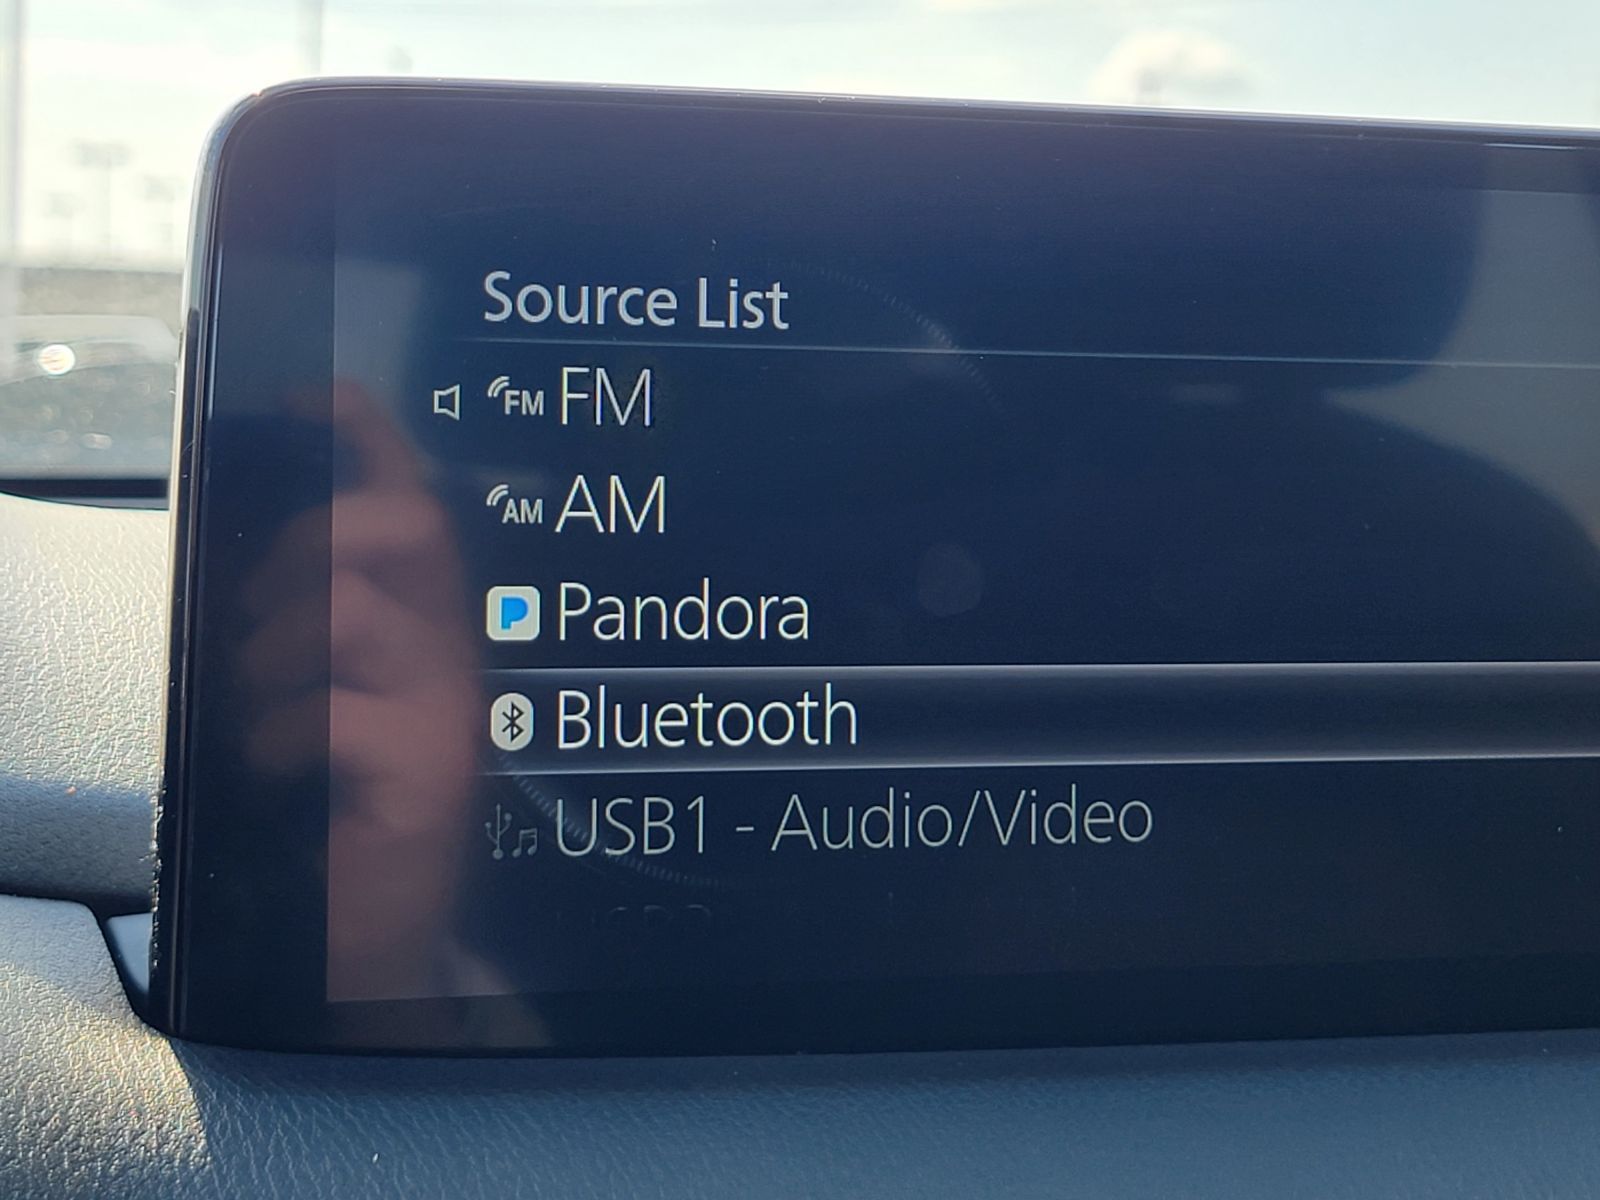 Source List
FM FM
AM AM
P Pandora
Bluetooth
USB1 - Audio/Video